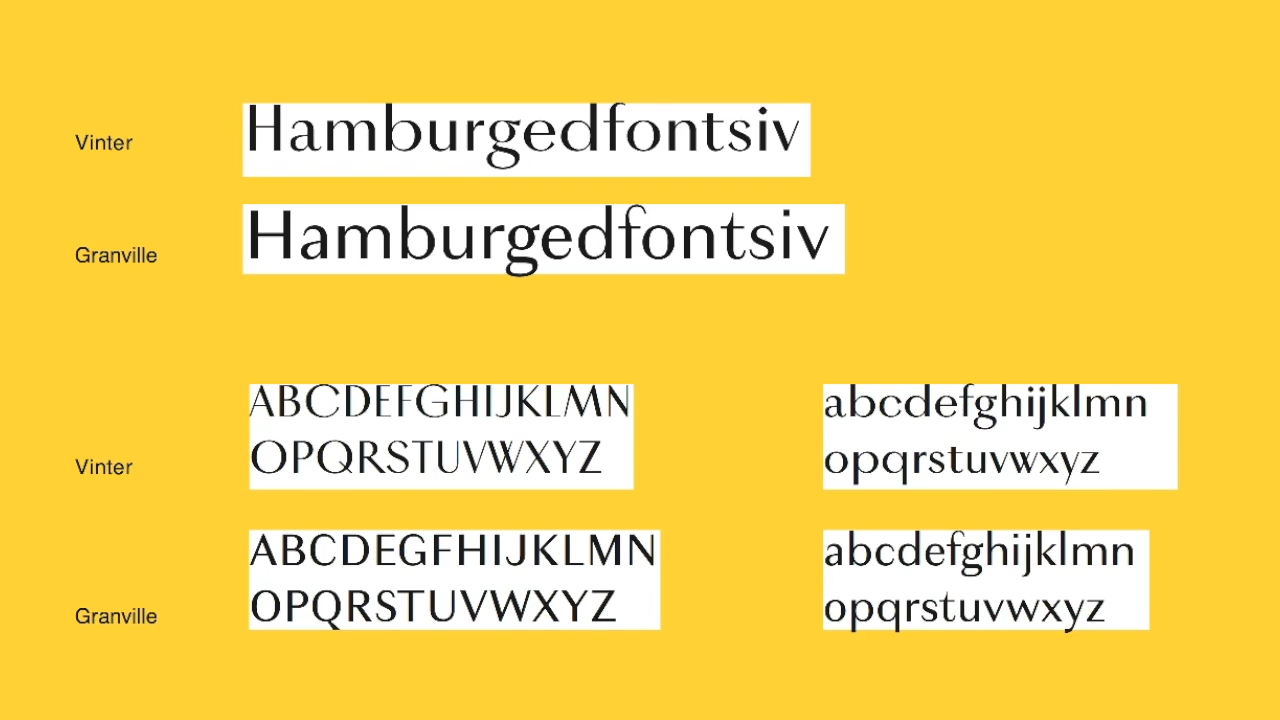 Vinter
Hamburgedfontsiv
Granville
Hamburgedfontsiv
Vinter
ABCDEFGHIJKLMN
OPQRSTUVWXYZ
abcdefghijklmn
opqrstuvwxyz
Granville
ABCDEGFHIJKLMN
OPQRSTUVWXYZ
abcdefghijklmn
opqrstuvwxyz